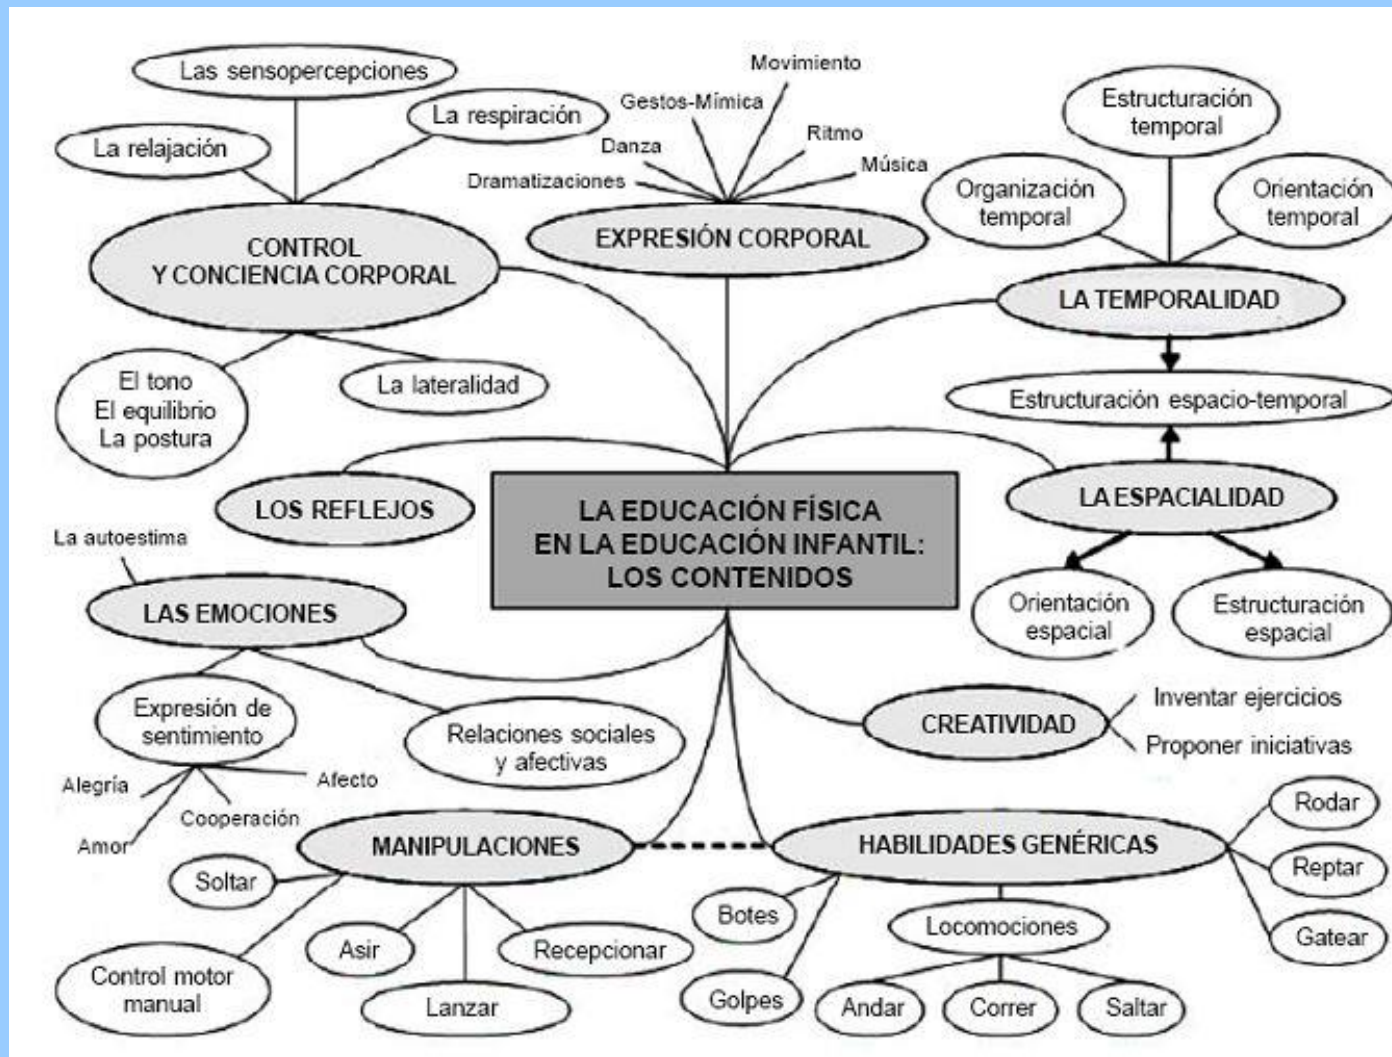 Las sensopercepciones
La respiración
La relajación
CONTROL
Y CONCIENCIA CORPORAL
El tono
El equilibrio
La postura
La lateralidad
Movimiento
Gestos-Mímica
Ritmo
Danza
Música
Dramatizaciones
EXPRESIÓN CORPORAL
Estructuración
temporal
Organización
temporal
Orientación
temporal
LA TEMPORALIDAD
Estructuración espacio-temporal
LA ESPACIALIDAD
Orientación
espacial
Estructuración
espacial
LOS REFLEJOS
LA EDUCACIÓN FÍSICA
EN LA EDUCACIÓN INFANTIL:
LOS CONTENIDOS
La autoestima
LAS EMOCIONES
Expresión de
sentimiento
Relaciones sociales
y afectivas
Alegría
Afecto
Cooperación
Amor
CREATIVIDAD
Inventar ejercicios
Proponer iniciativas
MANIPULACIONES
Soltar
Control motor
manual
Asir
Lanzar
Recepcionar
HABILIDADES GENÉRICAS
Botes
Golpes
Locomociones
Andar
Correr
Saltar
Rodar
Reptar
Gatear